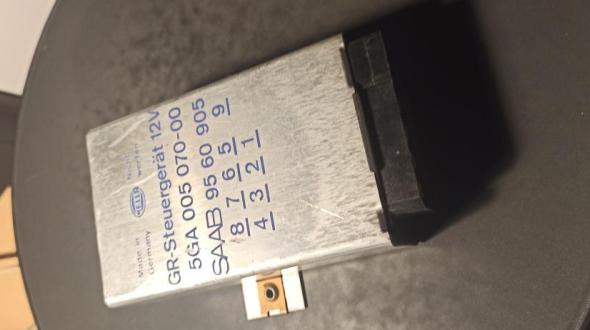 Made in
Germany
HELLA
GR-Steuergerät 12V
5GA 005 070-00
SAAB 95 60 905
8 7 6 5 9
4 3 2 1